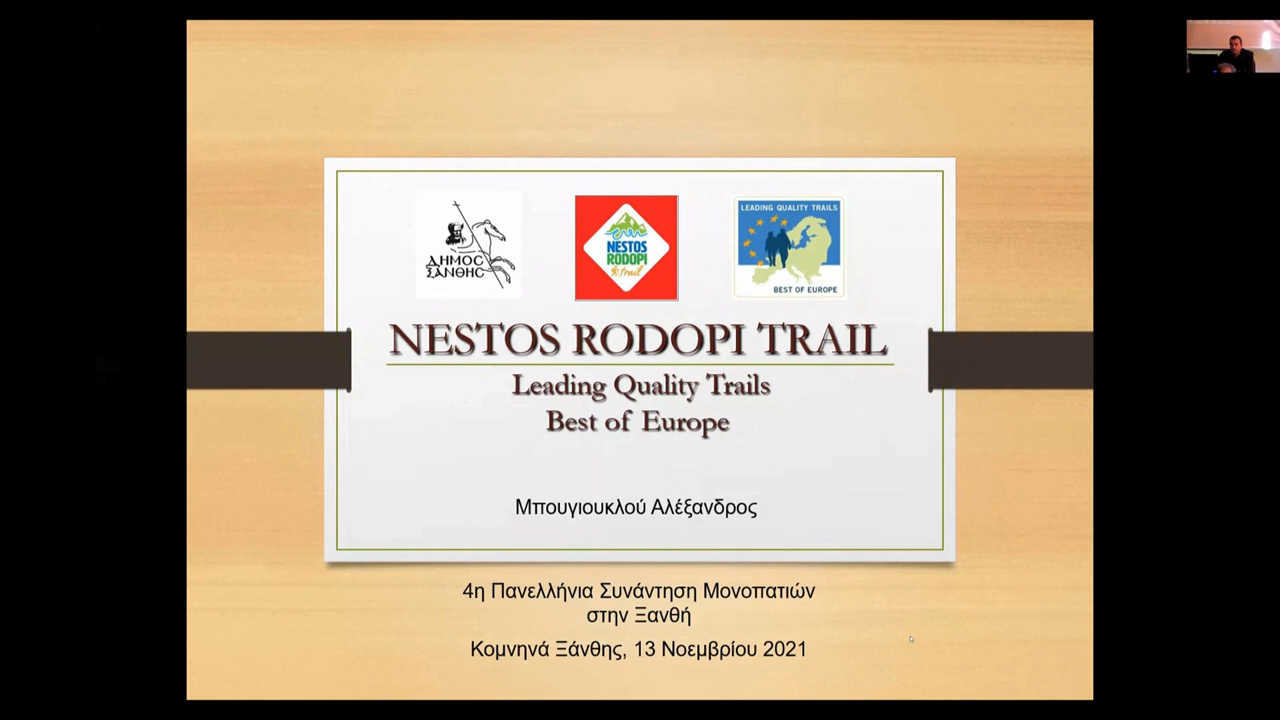 ΔΗΜΟΣ
ΞΑΝΘΗΣ
NESTOS
RODOPI
trail
LEADING QUALITY TRAILS
BEST OF EUROPE
NESTOS RODOPI TRAIL
Leading Quality Trails
Best of Europe
Μπουγιουκλού Αλέξανδρος
4η Πανελλήνια Συνάντηση Μονοπατιών
στην Ξανθή
Κομνηνά Ξάνθης, 13 Νοεμβρίου 2021